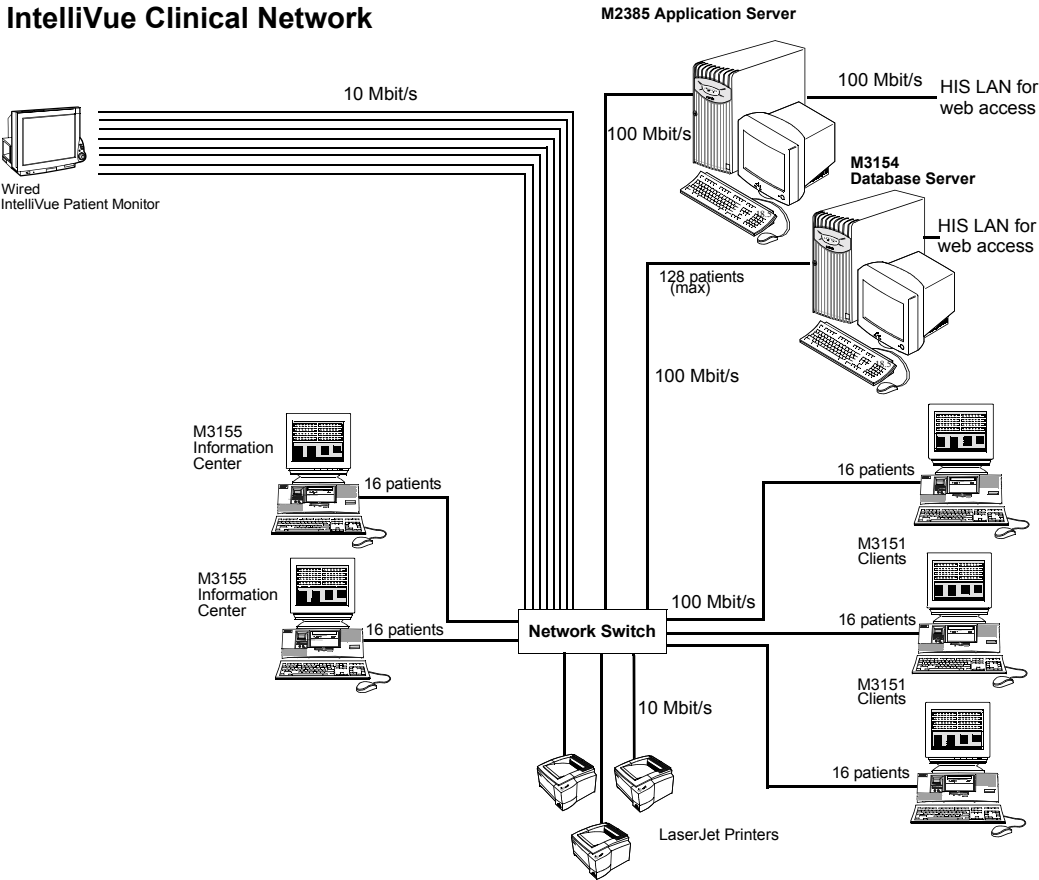 IntelliVue Clinical Network
M2385 Application Server
10 Mbit/s
100 Mbit/s
HIS LAN for
web access
100 Mbit/s
Wired
IntelliVue Patient Monitor
M3154
Database Server
HIS LAN for
web access
128 patients
(max)
100 Mbit/s
M3155
Information
Center
16 patients
16 patients
M3151
Clients
M3155
Information
Center
100 Mbit/s
16 patients
Network Switch
16 patients
M3151
Clients
10 Mbit/s
16 patients
LaserJet Printers